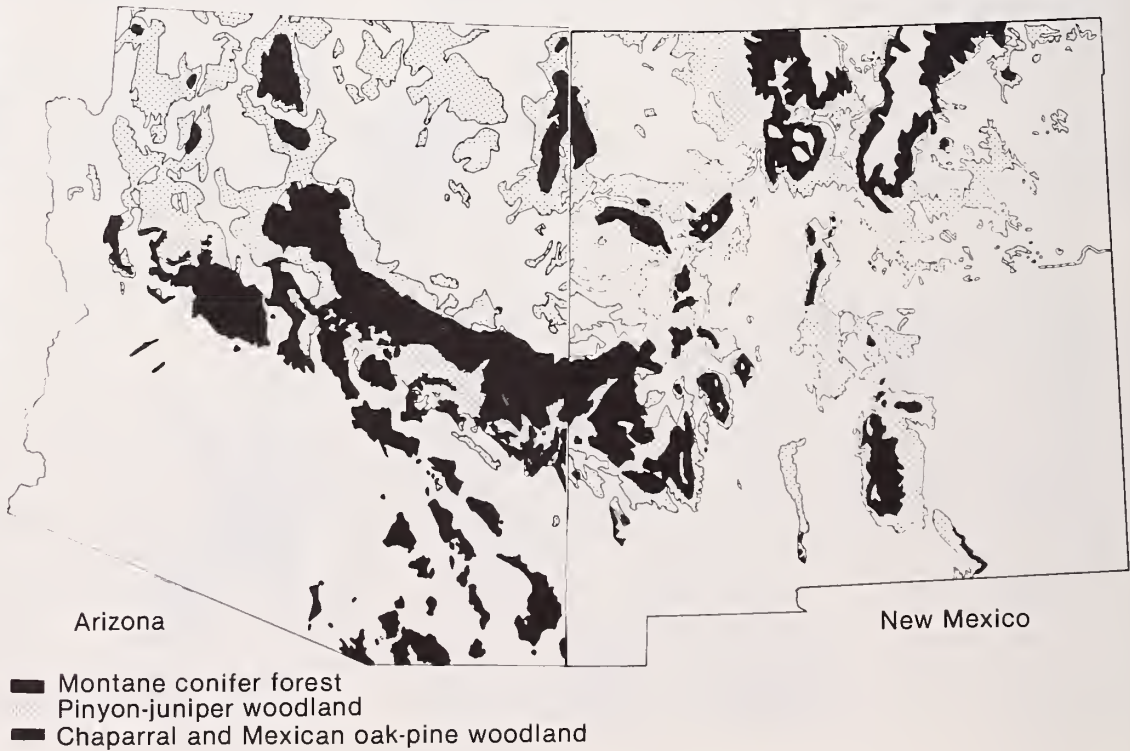 Arizona
New Mexico
Montane conifer forest
Pinyon-juniper woodland
Chaparral and Mexican oak-pine woodland